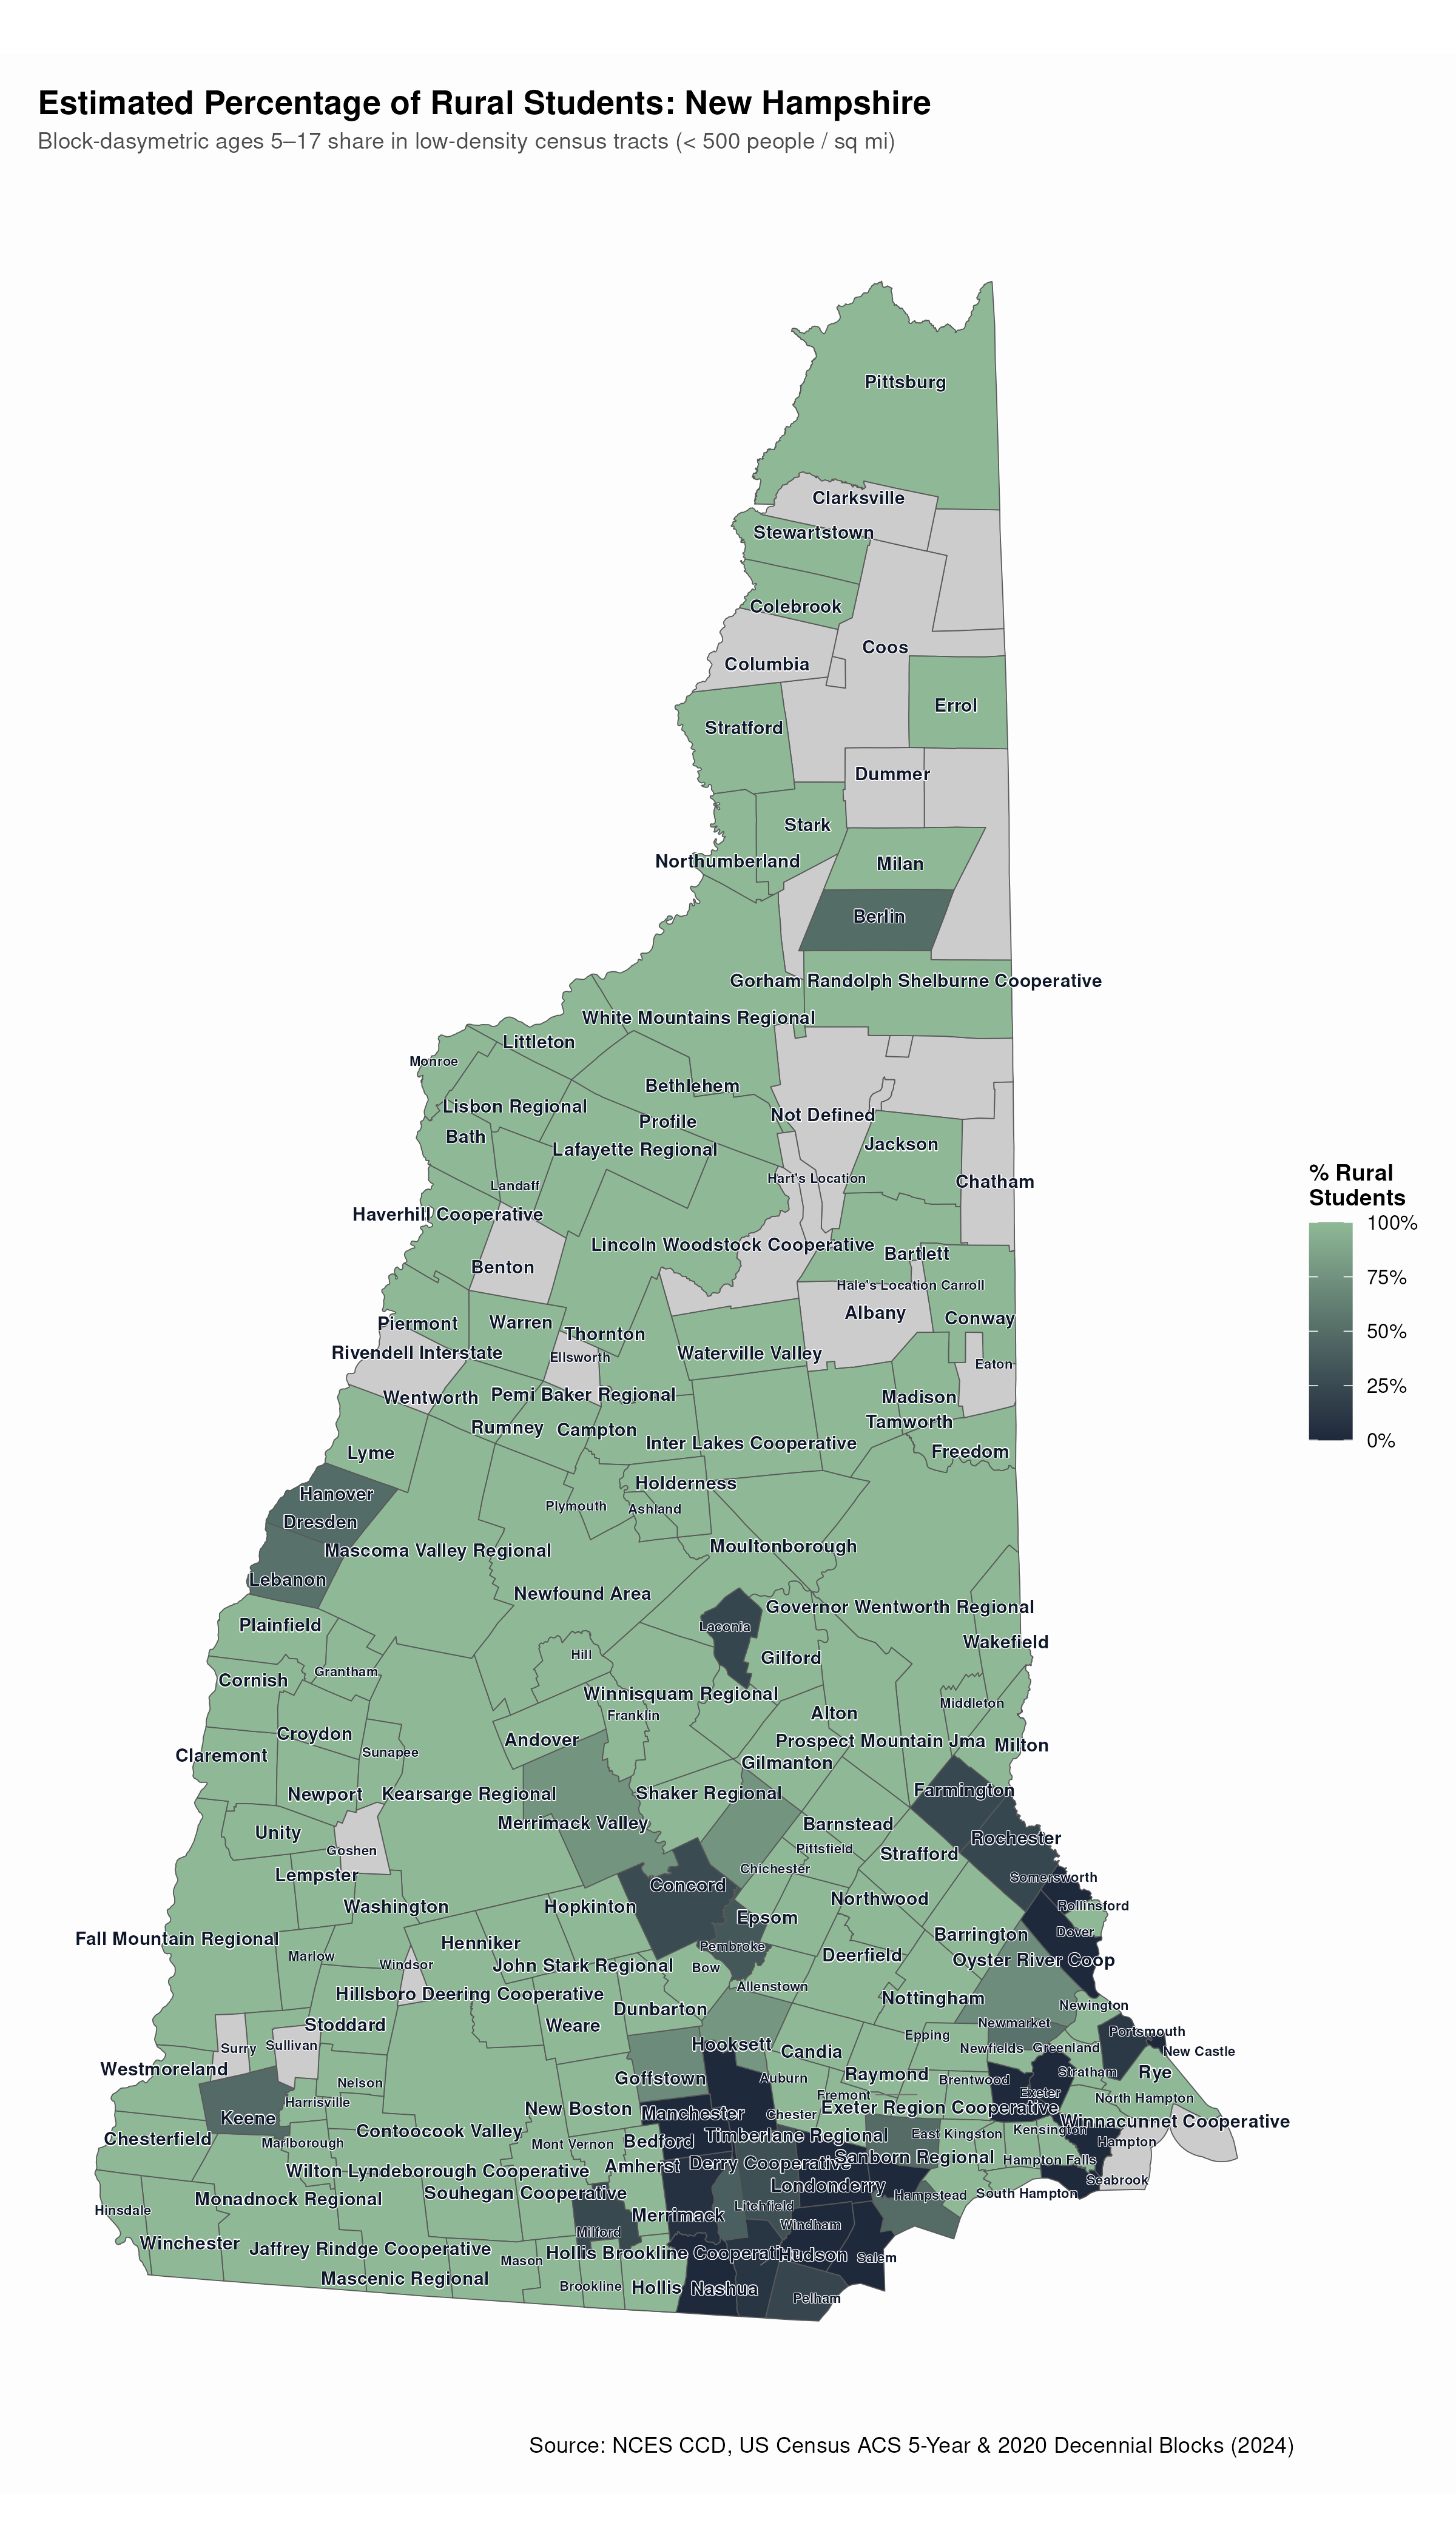 Estimated Percentage of Rural Students: New Hampshire
Block-dasymetric ages 5–17 share in low-density census tracts (< 500 people / sq mi)
Pittsburg
Clarksville
Stewartstown
Colebrook
Coos
Columbia
Errol
Stratford
Dummer
Stark
Northumberland
Milan
Berlin
Gorham Randolph Shelburne Cooperative
White Mountains Regional
Littleton
Monroe
Bethlehem
Lisbon Regional
Not Defined
Profile
Bath
Jackson
Lafayette Regional
% Rural
Students
100%
75%
50%
25%
0%
Hart's Location
Chatham
Landaff
Haverhill Cooperative
Lincoln Woodstock Cooperative
Bartlett
Benton
Hale's Location Carroll
Albany
Conway
Piermont
Warren
Thornton
Rivendell Interstate
Ellsworth
Waterville Valley
Eaton
Wentworth
Pemi Baker Regional
Madison
Tamworth
Rumney
Campton
Inter Lakes Cooperative
Lyme
Freedom
Holderness
Hanover
Plymouth
Ashland
Dresden
Mascoma Valley Regional
Moultonborough
Lebanon
Newfound Area
Governor Wentworth Regional
Plainfield
Laconia
Wakefield
Hill
Gilford
Cornish
Grantham
Winnisquam Regional
Middleton
Franklin
Alton
Croydon
Andover
Prospect Mountain Jma
Milton
Claremont
Sunapee
Gilmanton
Newport
Kearsarge Regional
Shaker Regional
Farmington
Merrimack Valley
Barnstead
Unity
Rochester
Goshen
Pittsfield
Strafford
Chichester
Lempster
Somersworth
Concord
Northwood
Washington
Hopkinton
Rollinsford
Epsom
Dover
Barrington
Fall Mountain Regional
Henniker
Pembroke
Marlow
Deerfield
Oyster River Coop
Windsor
John Stark Regional
Bow
Allenstown
Hillsboro Deering Cooperative
Nottingham
Dunbarton
Newington
Stoddard
Weare
Newmarket
Portsmouth
Epping
Hooksett
Surry
Sullivan
Candia
Newfields
Greenland
New Castle
Westmoreland
Goffstown
Auburn
Raymond
Brentwood
Stratham
Rye
Nelson
Harrisville
Fremont
Exeter
North Hampton
New Boston
Manchester
Chester
Exeter Region Cooperative
Keene
Winnacunnet Cooperative
Contoocook Valley
Timberlane Regional
East Kingston
Kensington
Chesterfield
Marlborough
Mont Vernon
Bedford
Hampton
Sanborn Regional
Hampton Falls
Wilton Lyndeborough Cooperative
Amherst
Derry Cooperative
Seabrook
Londonderry
Souhegan Cooperative
Hampstead
South Hampton
Monadnock Regional
Litchfield
Hinsdale
Merrimack
Windham
Milford
Winchester
Jaffrey Rindge Cooperative
Mason
Hollis Brookline Cooperative
Hudson
Salem
Mascenic Regional
Brookline
Hollis
Nashua
Pelham
Source: NCES CCD, US Census ACS 5-Year & 2020 Decennial Blocks (2024)